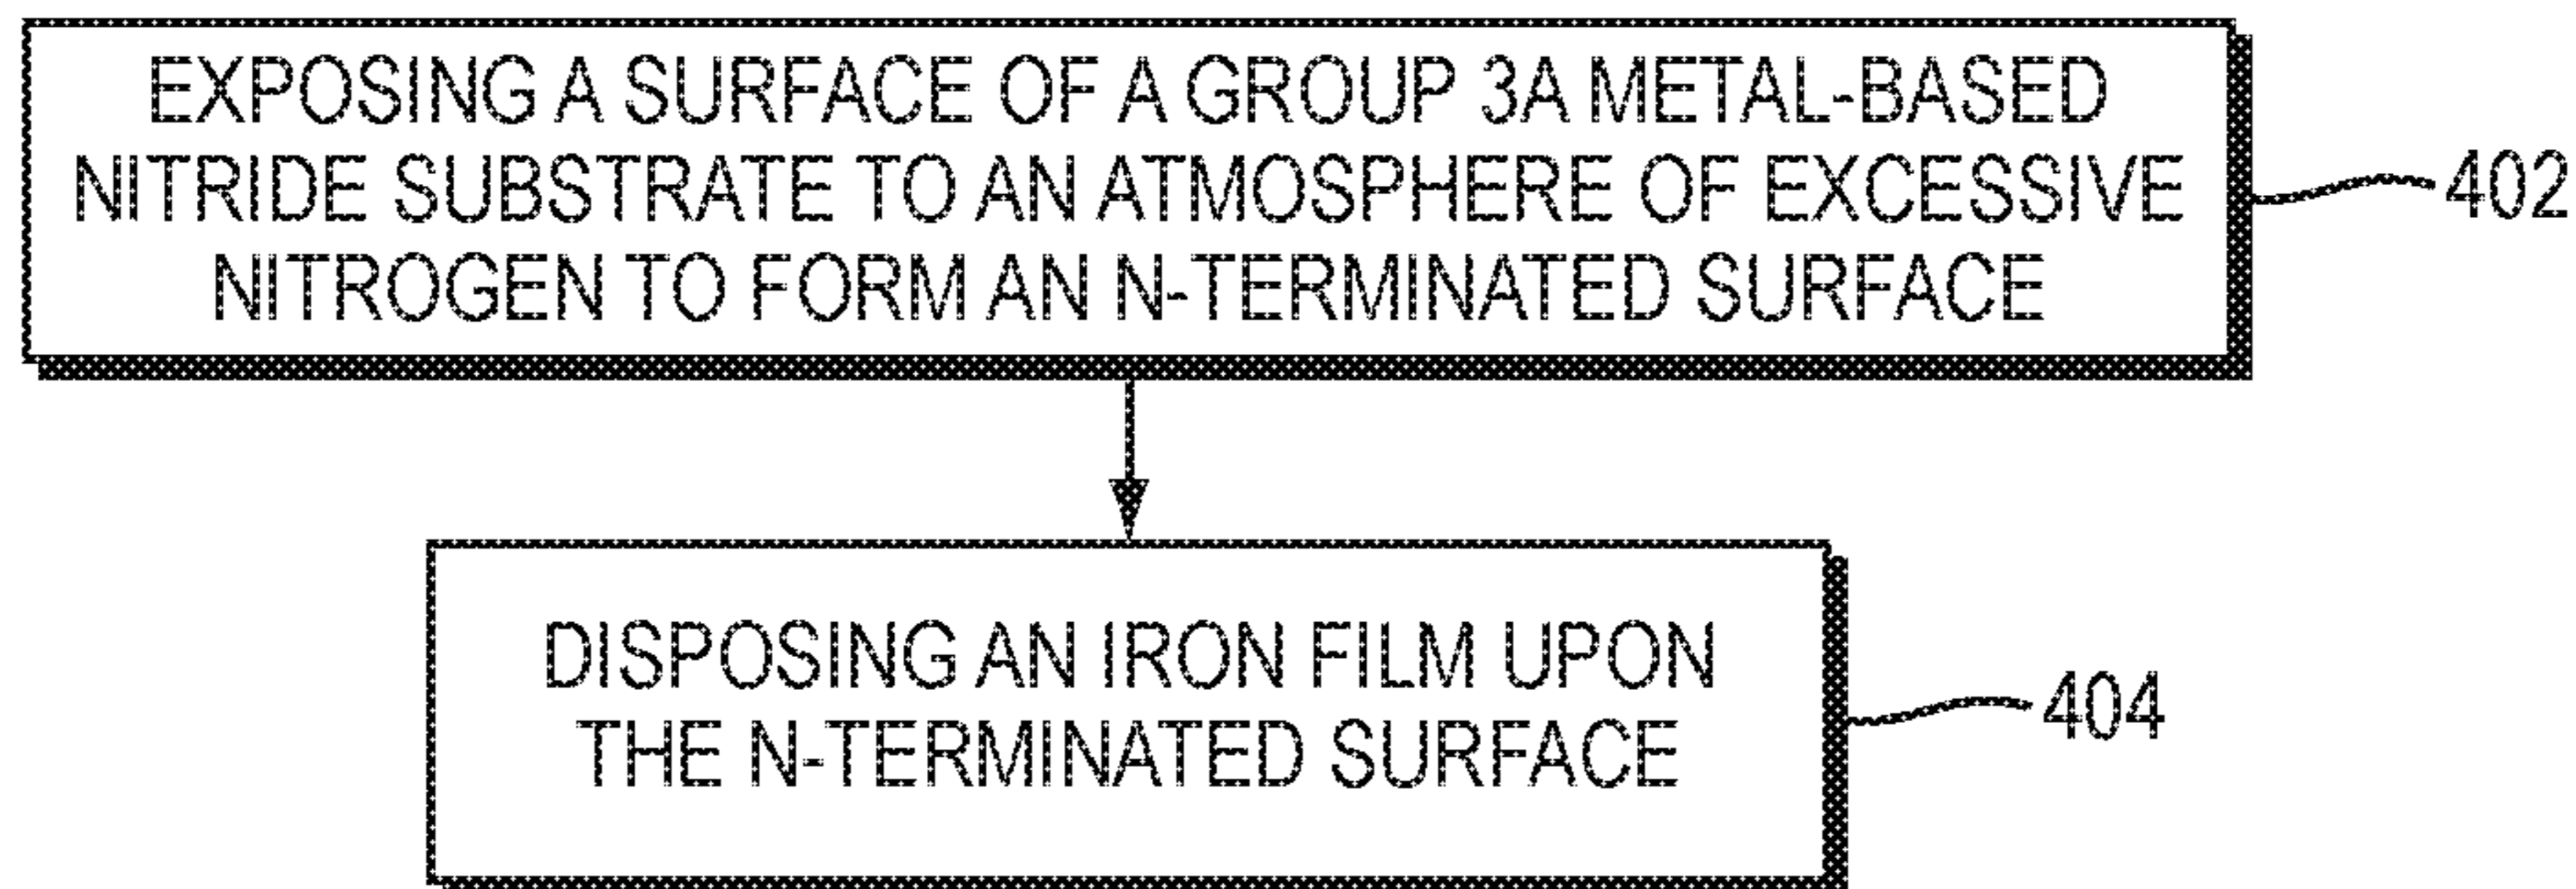 EXPOSING A SURFACE OF A GROUP 3A METAL-BASED
NITRIDE SUBSTRATE TO AN ATMOSPHERE OF EXCESSIVE
NITROGEN TO FORM AN N-TERMINATED SURFACE
402
DISPOSING AN IRON FILM UPON
THE N-TERMINATED SURFACE
404